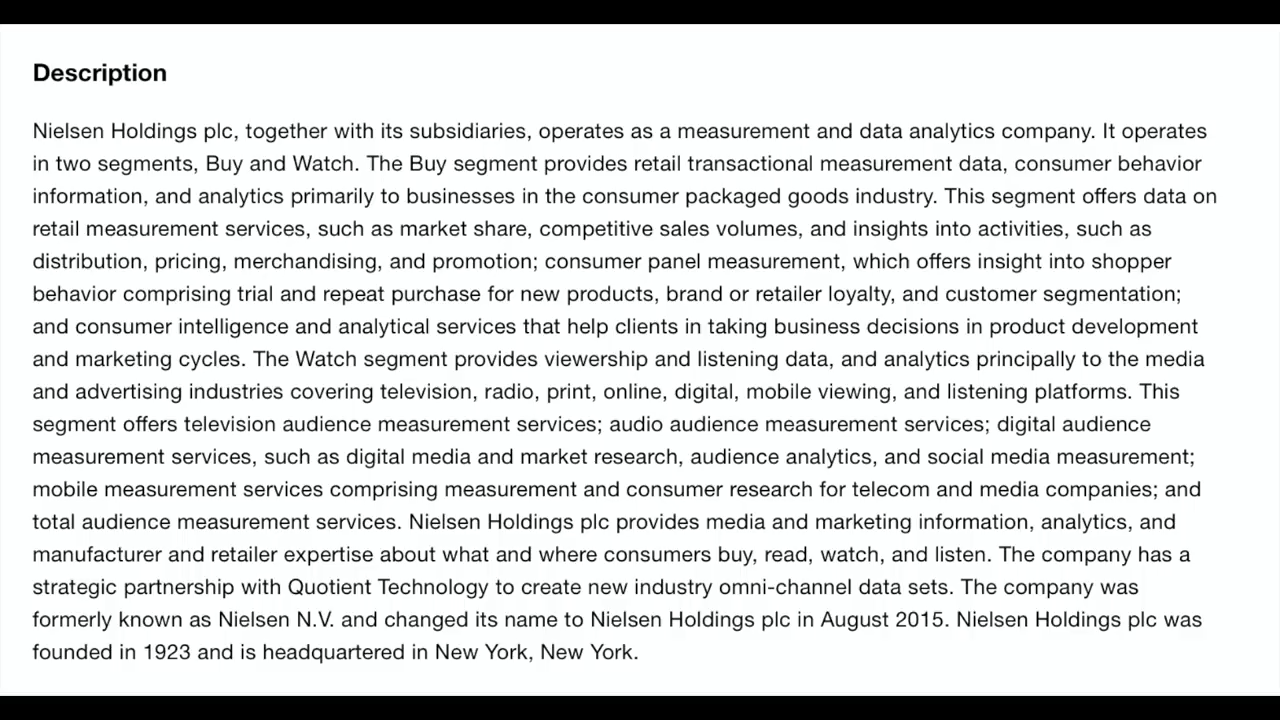 Description
Nielsen Holdings plc, together with its subsidiaries, operates as a measurement and data analytics company. It operates
in two segments, Buy and Watch. The Buy segment provides retail transactional measurement data, consumer behavior
information, and analytics primarily to businesses in the consumer packaged goods industry. This segment offers data on
retail measurement services, such as market share, competitive sales volumes, and insights into activities, such as
distribution, pricing, merchandising, and promotion; consumer panel measurement, which offers insight into shopper
behavior comprising trial and repeat purchase for new products, brand or retailer loyalty, and customer segmentation;
and consumer intelligence and analytical services that help clients in taking business decisions in product development
and marketing cycles. The Watch segment provides viewership and listening data, and analytics principally to the media
and advertising industries covering television, radio, print, online, digital, mobile viewing, and listening platforms. This
segment offers television audience measurement services; audio audience measurement services; digital audience
measurement services, such as digital media and market research, audience analytics, and social media measurement;
mobile measurement services comprising measurement and consumer research for telecom and media companies; and
total audience measurement services. Nielsen Holdings plc provides media and marketing information, analytics, and
manufacturer and retailer expertise about what and where consumers buy, read, watch, and listen. The company has a
strategic partnership with Quotient Technology to create new industry omni-channel data sets. The company was
formerly known as Nielsen N.V. and changed its name to Nielsen Holdings plc in August 2015. Nielsen Holdings plc was
founded in 1923 and is headquartered in New York, New York.